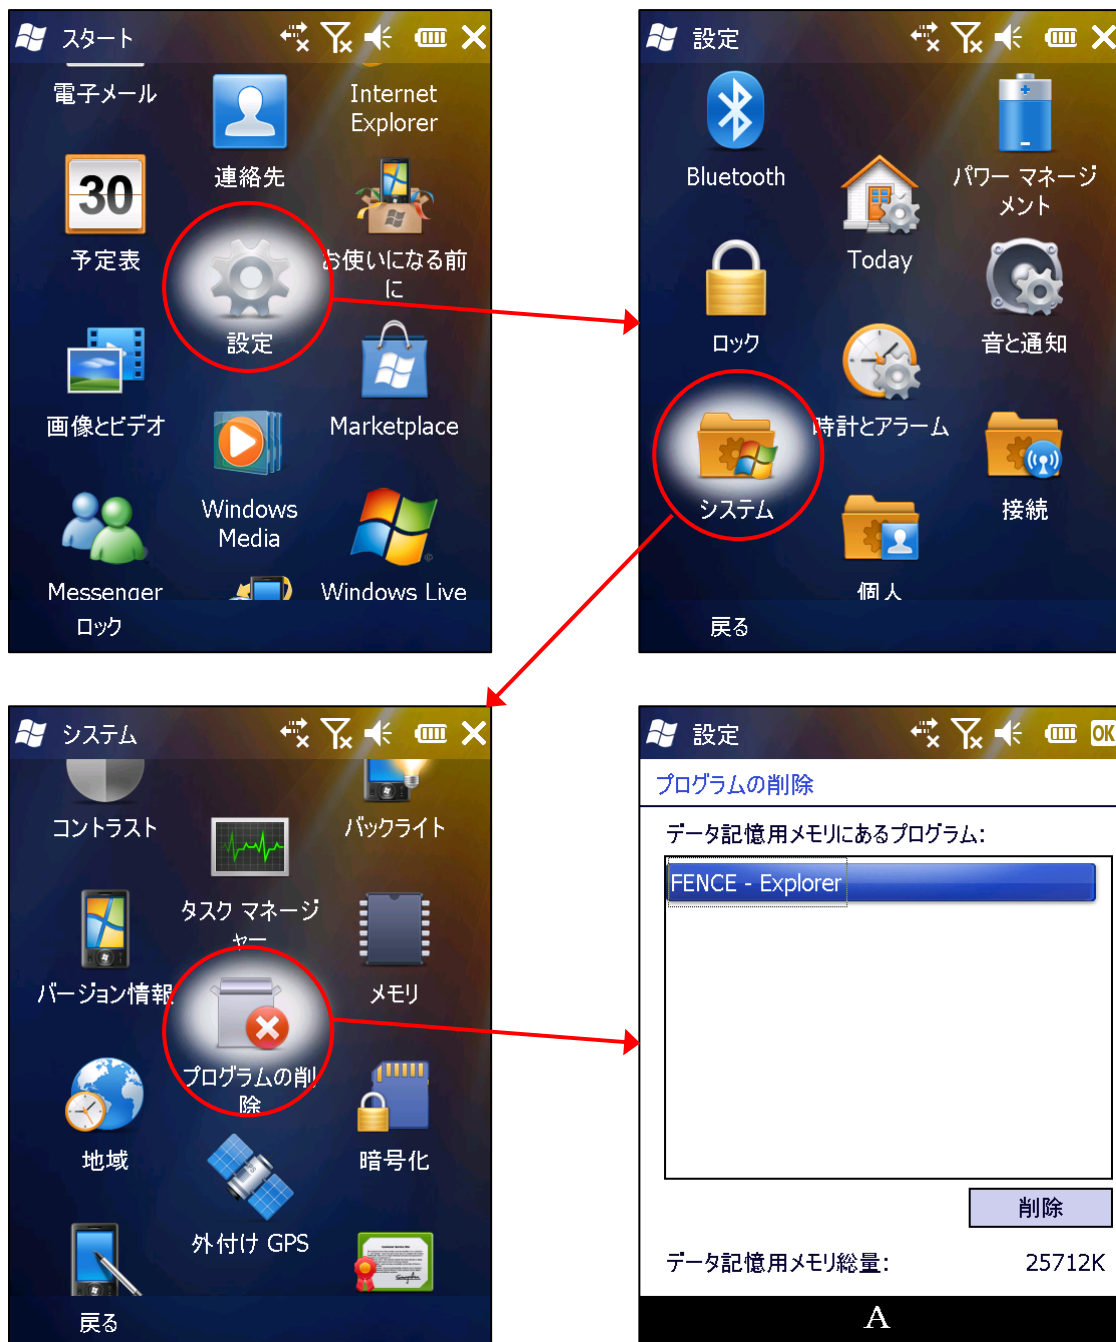 スタート
電子メール
Internet
Explorer
連絡先
30
予定表
お使いになる前
に
設定
画像とビデオ
Marketplace
Windows
Media
Messenger
Windows Live
ロック
設定
Bluetooth
パワー マネージ
メント
Today
ロック
音と通知
時計とアラーム
システム
接続
個人
戻る
システム
コントラスト
バックライト
タスク マネージ
ャー
バージョン情報
メモリ
プログラムの削
除
地域
暗号化
外付け GPS
戻る
設定
OK
プログラムの削除
データ記憶用メモリにあるプログラム:
FENCE - Explorer
削除
データ記憶用メモリ総量: 25712K
A